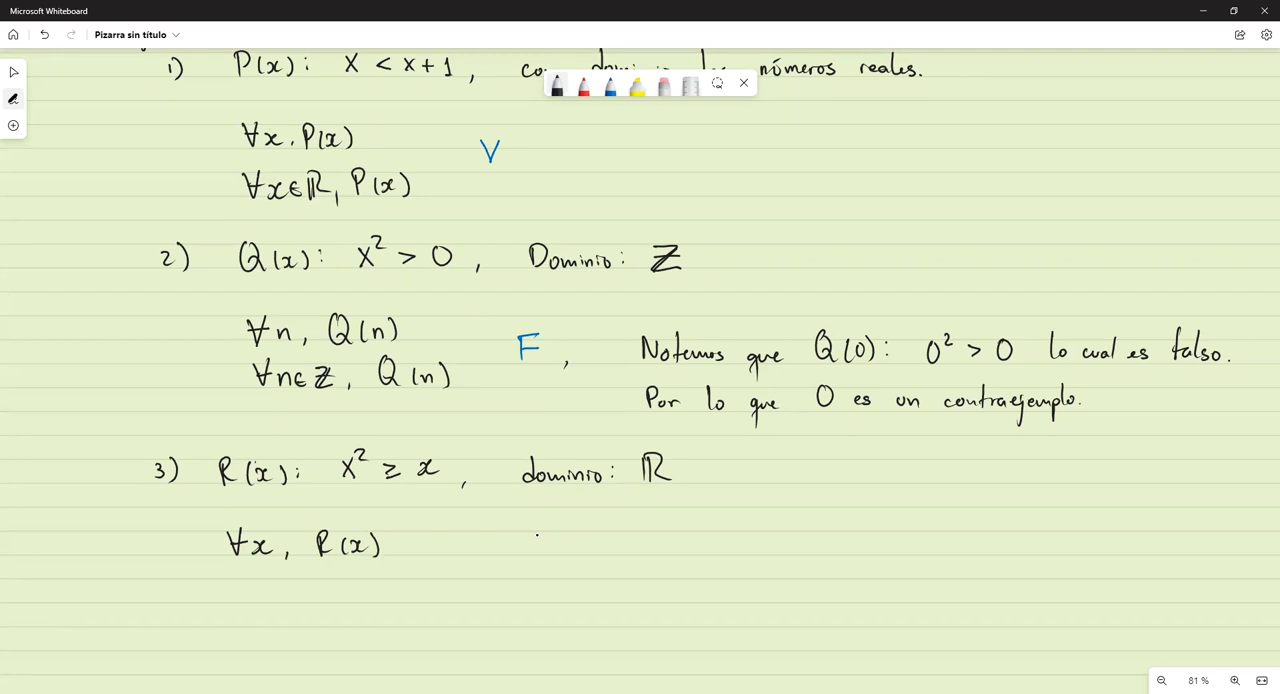 Microsoft Whiteboard
Pizarra sin título
1) P(x): x < x+1, números reales.
∀x, P(x)
V
∀x∈ℝ, P(x)
2) Q(x): x² > 0, Dominio: ℤ
∀n, Q(n)
F, Notemos que Q(0): 0² > 0 lo cual es falso.
∀n∈ℤ, Q(n)
Por lo que 0 es un contraejemplo.
3) R(x): x² ≥ x, dominio: ℝ
∀x, R(x)
81 %